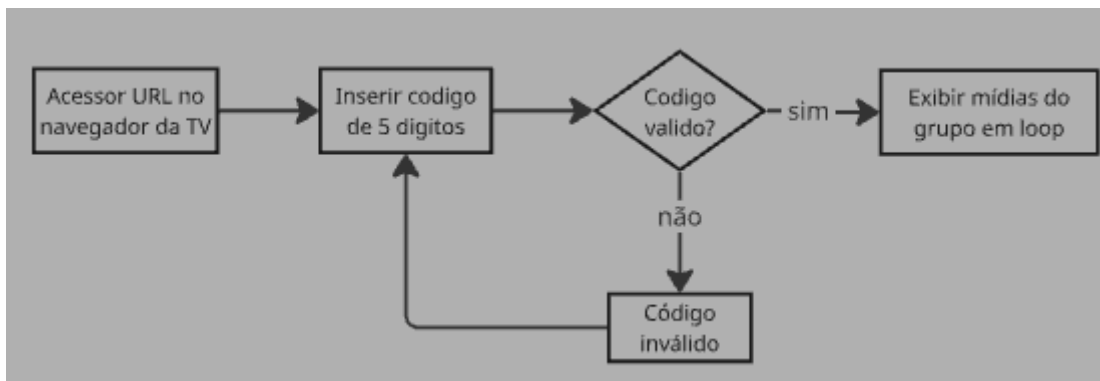 Acessor URL no
navegador da TV
Inserir codigo
de 5 digitos
Codigo
valido?
sim
Exibir mídias do
grupo em loop
não
Código
inválido